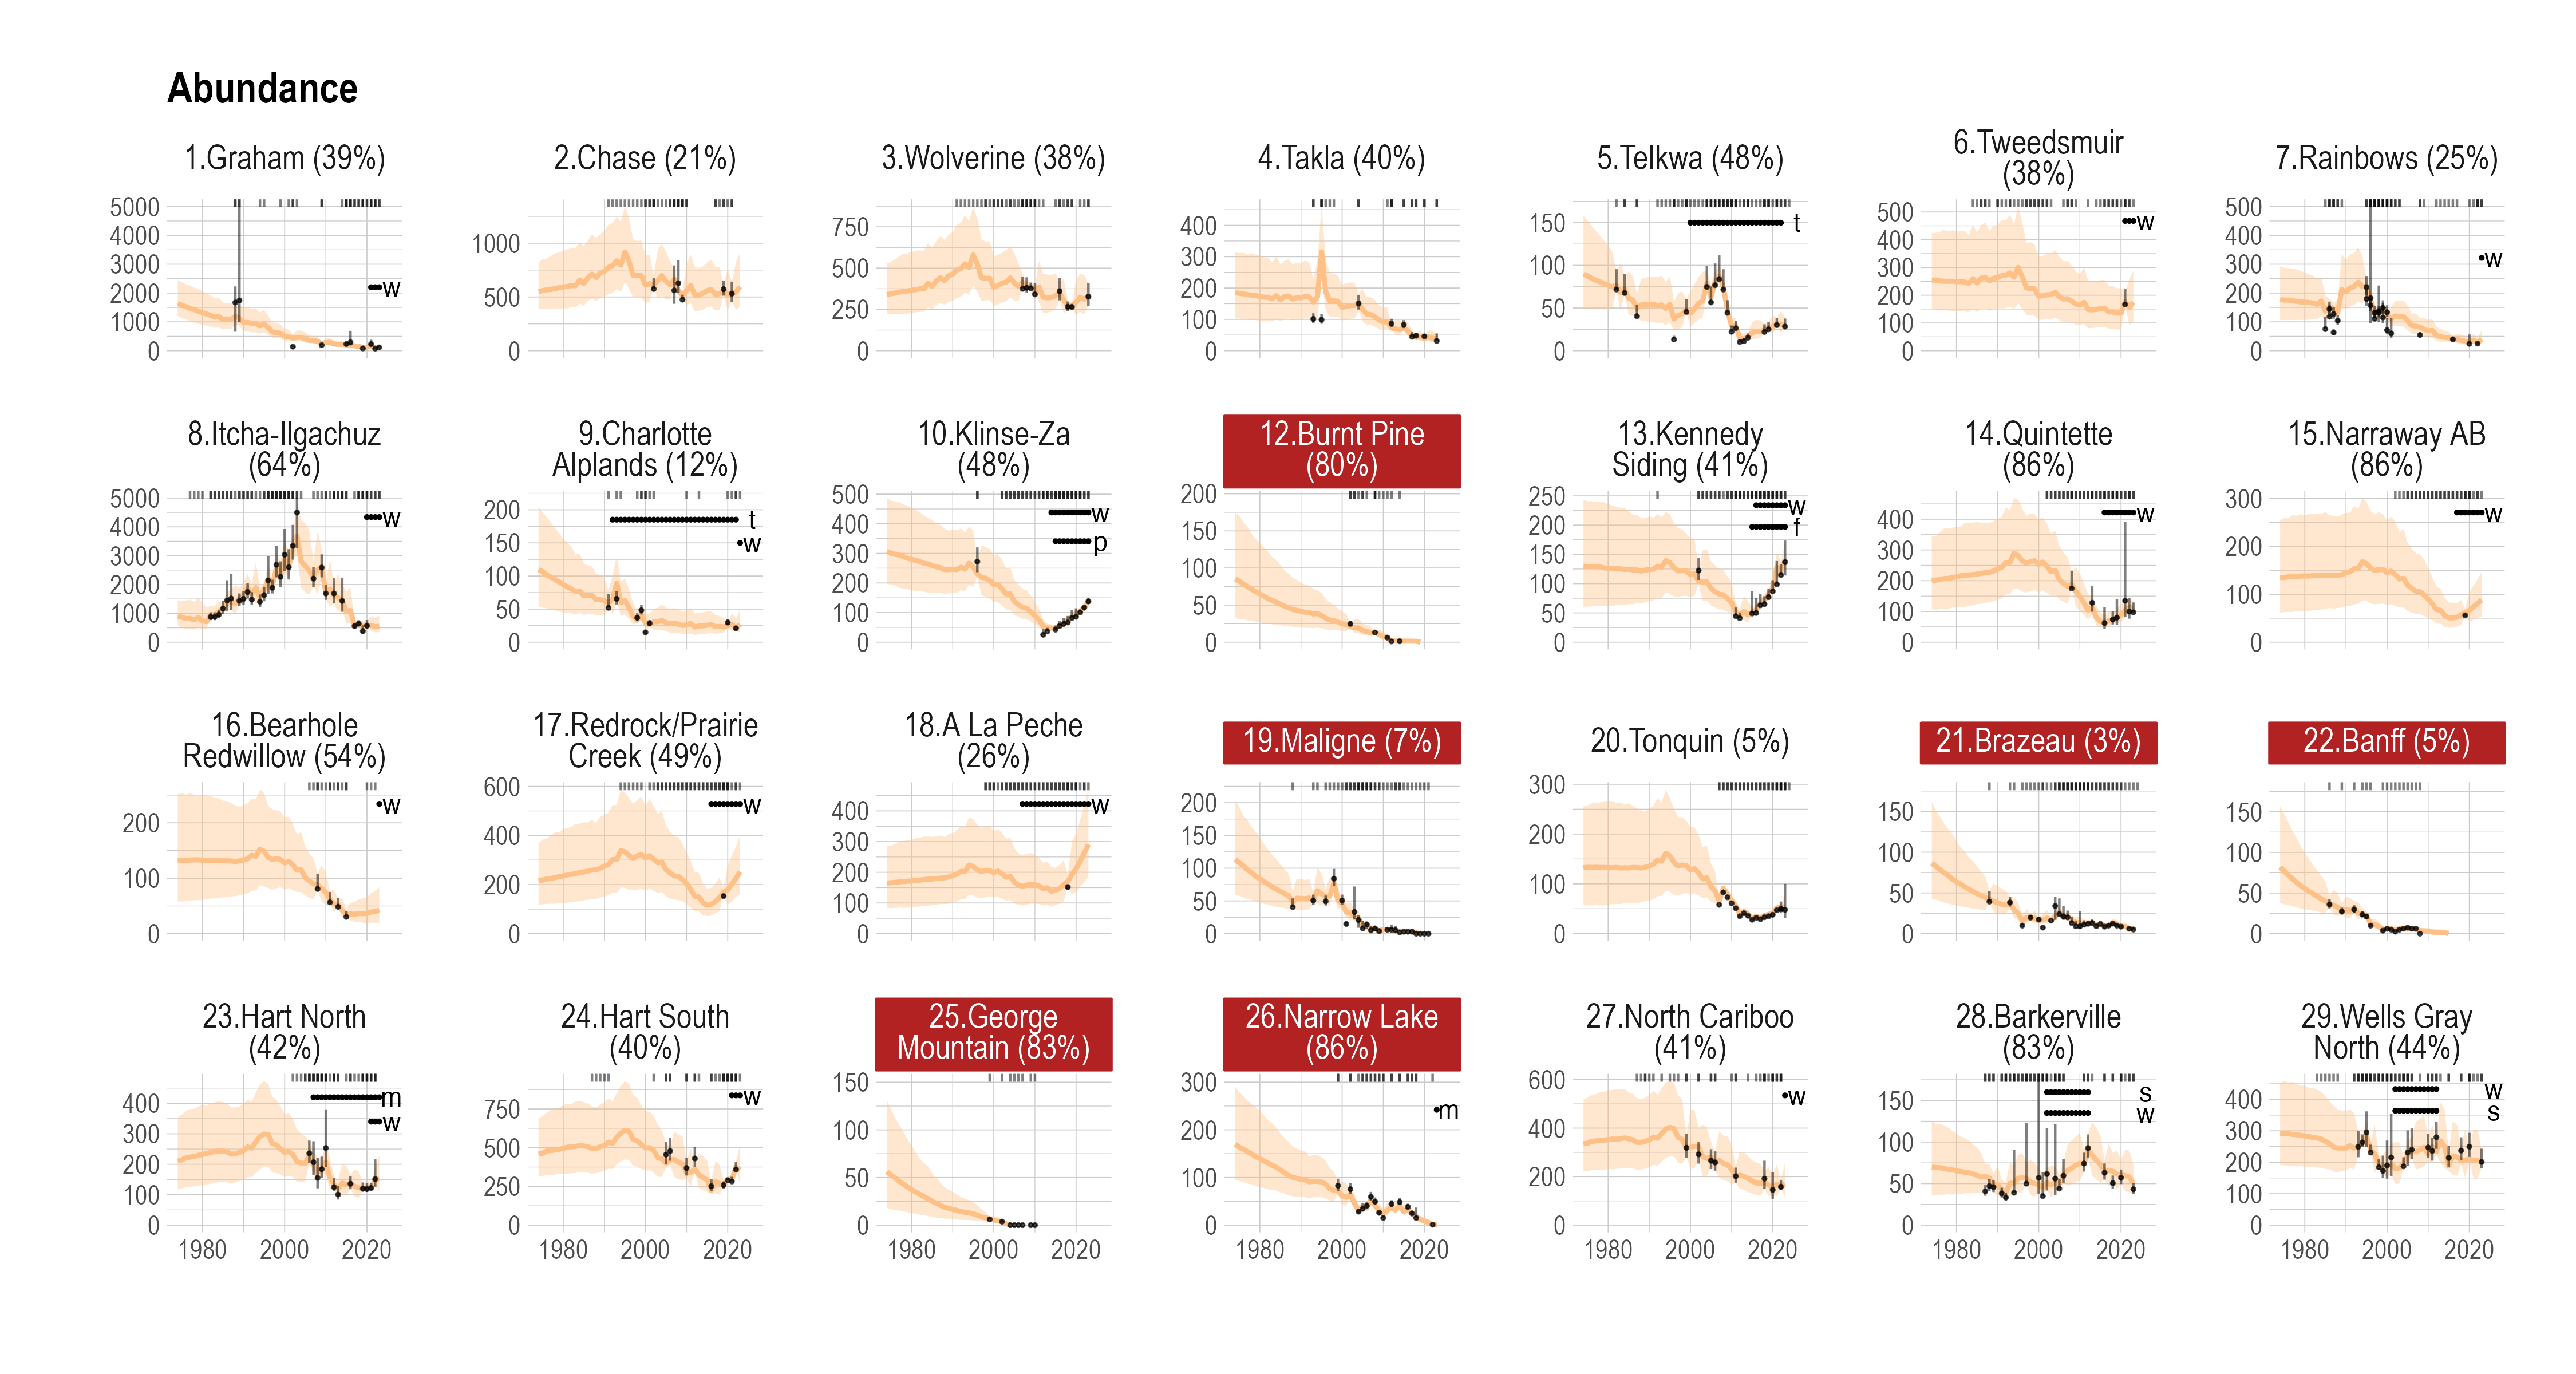 Abundance
1.Graham (39%)
5000
4000
3000
2000
1000
0
w
2.Chase (21%)
1000
500
0
3.Wolverine (38%)
750
500
250
0
4.Takla (40%)
400
300
200
100
0
5.Telkwa (48%)
150
100
50
0
t
6.Tweedsmuir
(38%)
500
400
300
200
100
0
w
7.Rainbows (25%)
500
400
300
200
100
0
w
8.Itcha-Ilgachuz
(64%)
5000
4000
3000
2000
1000
0
w
9.Charlotte
Alplands (12%)
200
150
100
50
0
t
w
10.Klinse-Za
(48%)
500
400
300
200
100
0
w
p
12.Burnt Pine
(80%)
200
150
100
50
0
13.Kennedy
Siding (41%)
250
200
150
100
50
0
w
f
14.Quintette
(86%)
400
300
200
100
0
w
15.Narraway AB
(86%)
300
200
100
0
w
16.Bearhole
Redwillow (54%)
200
100
0
w
17.Redrock/Prairie
Creek (49%)
600
400
200
0
w
18.A La Peche
(26%)
400
300
200
100
0
w
19.Maligne (7%)
200
150
100
50
0
20.Tonquin (5%)
300
200
100
0
21.Brazeau (3%)
150
100
50
0
22.Banff (5%)
150
100
50
0
23.Hart North
(42%)
400
300
200
100
0
m
w
1980 2000 2020
24.Hart South
(40%)
750
500
250
0
w
1980 2000 2020
25.George
Mountain (83%)
150
100
50
0
1980 2000 2020
26.Narrow Lake
(86%)
300
200
100
0
m
1980 2000 2020
27.North Cariboo
(41%)
600
400
200
0
w
1980 2000 2020
28.Barkerville
(83%)
150
100
50
0
s
w
1980 2000 2020
29.Wells Gray
North (44%)
400
300
200
100
0
w
s
1980 2000 2020